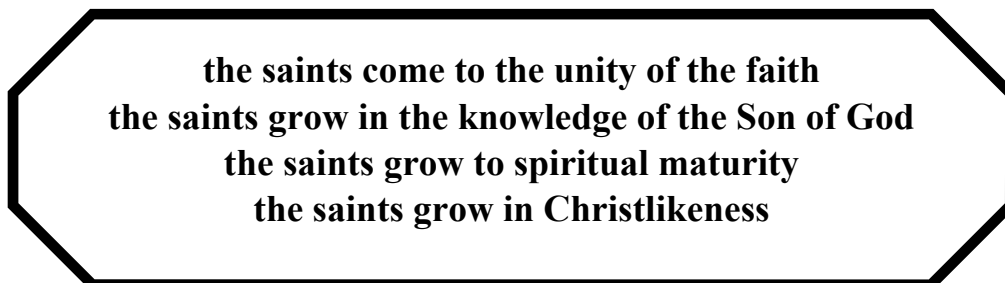 the saints come to the unity of the faith
the saints grow in the knowledge of the Son of God
the saints grow to spiritual maturity
the saints grow in Christlikeness